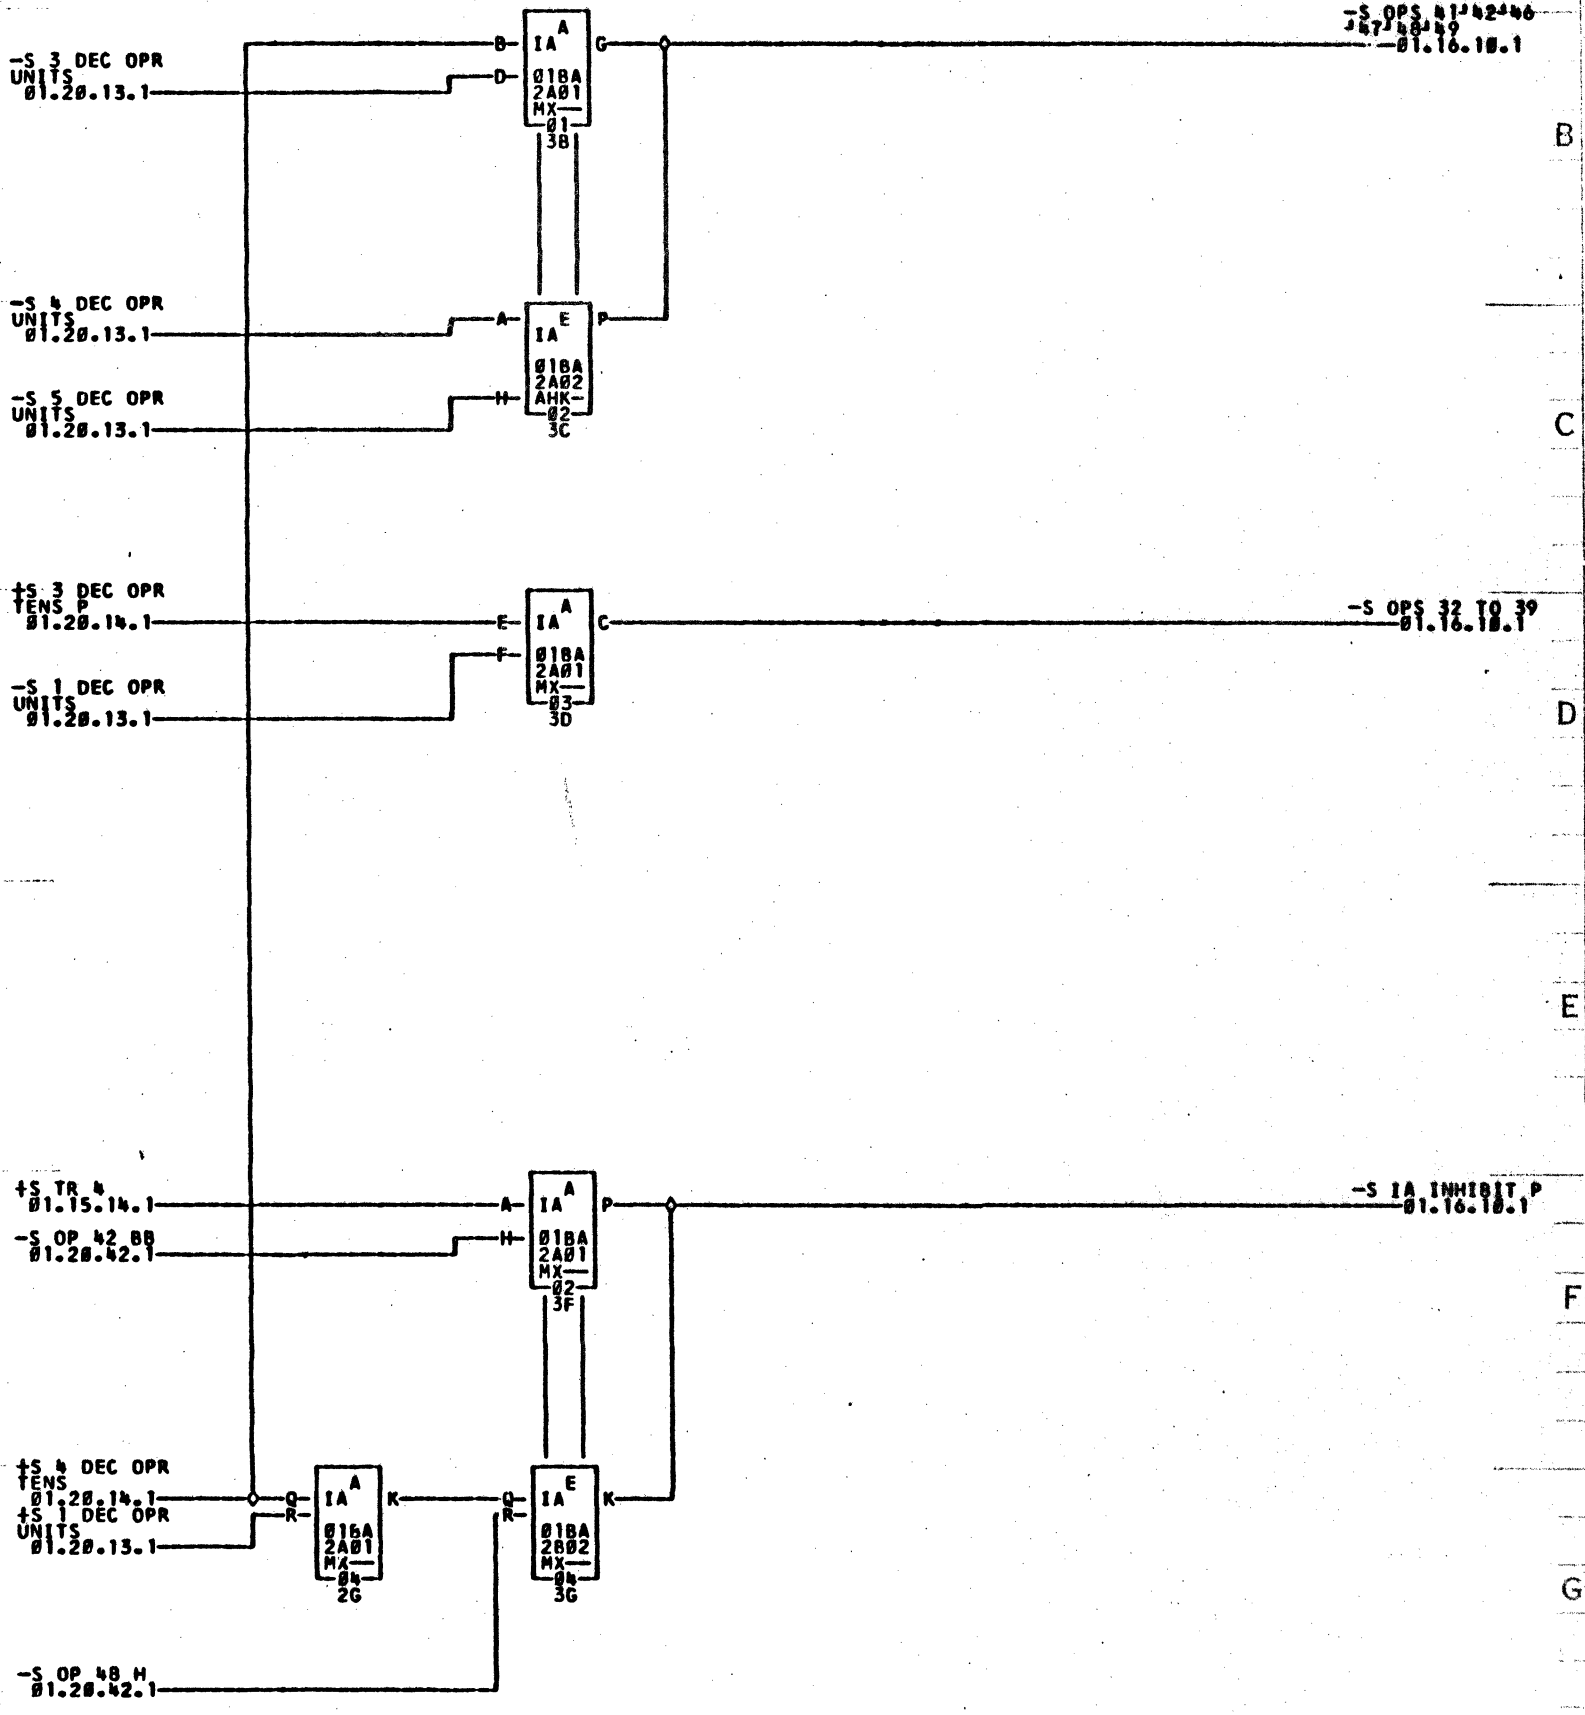 -S OPS 41,42,46
,47,48,49
01.16.10.1
B
A
IA
G
-S 3 DEC OPR
UNITS
01.20.13.1
D
01BA
2A01
MX—
01
3B
B
-S 4 DEC OPR
UNITS
01.20.13.1
A
E
IA
P
01BA
2A02
AHK-
02
3C
-S 5 DEC OPR
UNITS
01.20.13.1
H
C
+S 3 DEC OPR
TENS P
01.20.14.1
E
A
IA
C
-S OPS 32 TO 39
01.16.10.1
F
01BA
2A01
MX—
03
3D
-S 1 DEC OPR
UNITS
01.20.13.1
D
E
+S TR 4
01.15.14.1
A
A
IA
P
-S IA INHIBIT P
01.16.10.1
-S OP 42 BB
01.20.42.1
H
01BA
2A01
MX—
02
3F
F
+S 4 DEC OPR
TENS
01.20.14.1
+S 1 DEC OPR
UNITS
01.20.13.1
Q
R
A
IA
K
01BA
2A01
MX—
04
2G
Q
R
E
IA
K
01BA
2B02
MX—
04
3G
G
-S OP 48 H
01.20.42.1